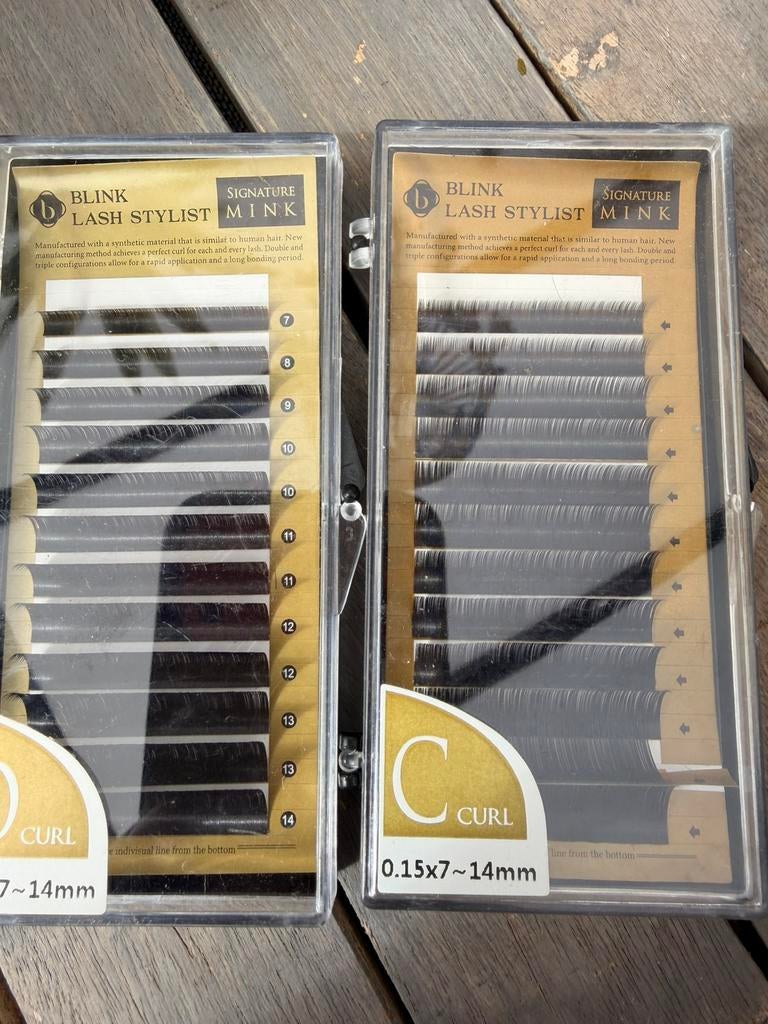 BLINK
LASH STYLIST
SIGNATURE
MINK
Manufactured with a synthetic material that is similar to human hair. New
manufacturing method achieves a perfect curl for each and every lash. Double and
triple configurations allow for a rapid application and a long bonding period.
7
8
9
10
10
11
11
12
12
13
13
14
CURL
indivisual line from the bottom
7~14mm
b
BLINK
LASH STYLIST
SIGNATURE
MINK
Manufactured with a synthetic material that is similar to human hair. New
manufacturing method achieves a perfect curl for each and every lash. Double and
triple configurations allow for a rapid application and a long bonding period.
C CURL
line from the bottom
0.15x7~14mm